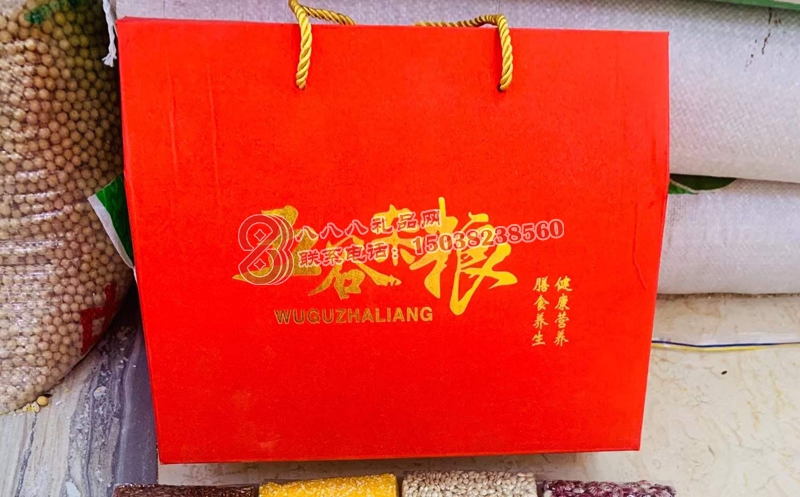 五谷杂粮
八八八礼品网
联系电话:15038238560
WUGUZHALIANG
健康营养
膳食养生